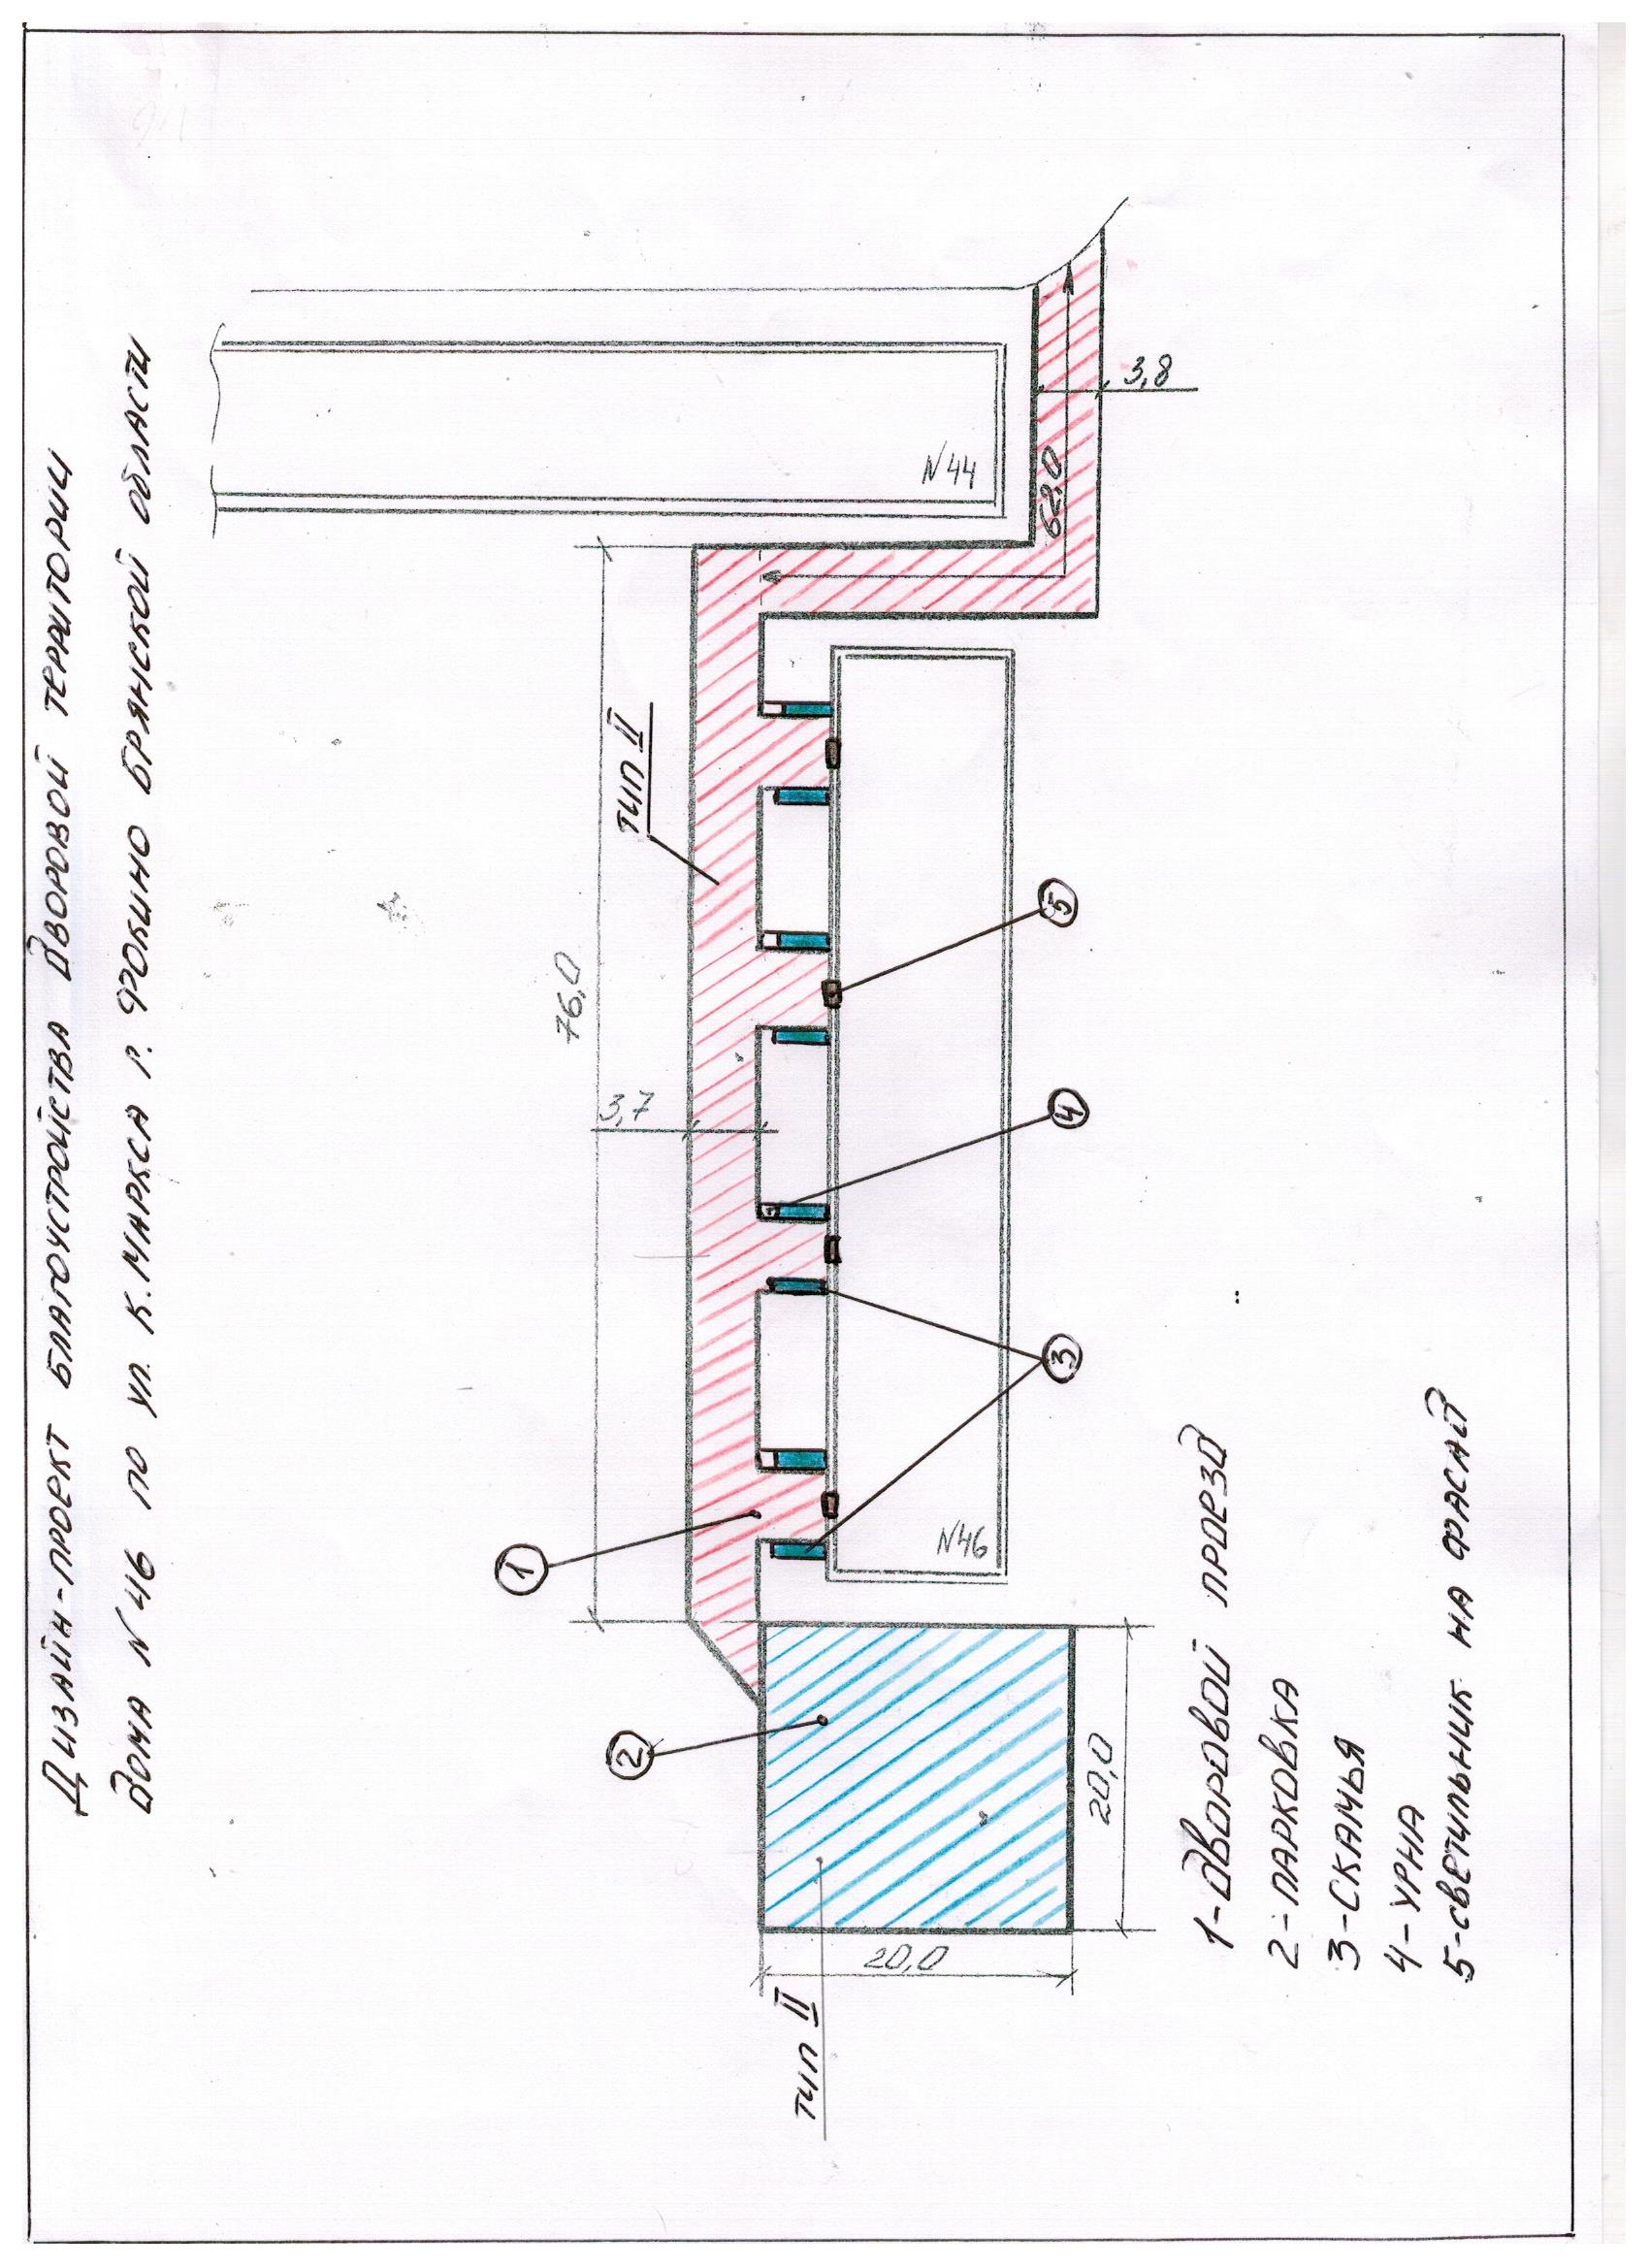 Дизайн-проект благоустройства дворовой территории
дома N 46 по ул. К.Маркса г. Фокино Брянской области
N44
62,0
3,8
76,0
тип II
3,7
1
5
4
3
N46
2
20,0
20,0
тип II
1-дворовой проезд
2-парковка
3-скамья
4-урна
5-светильник на фасад